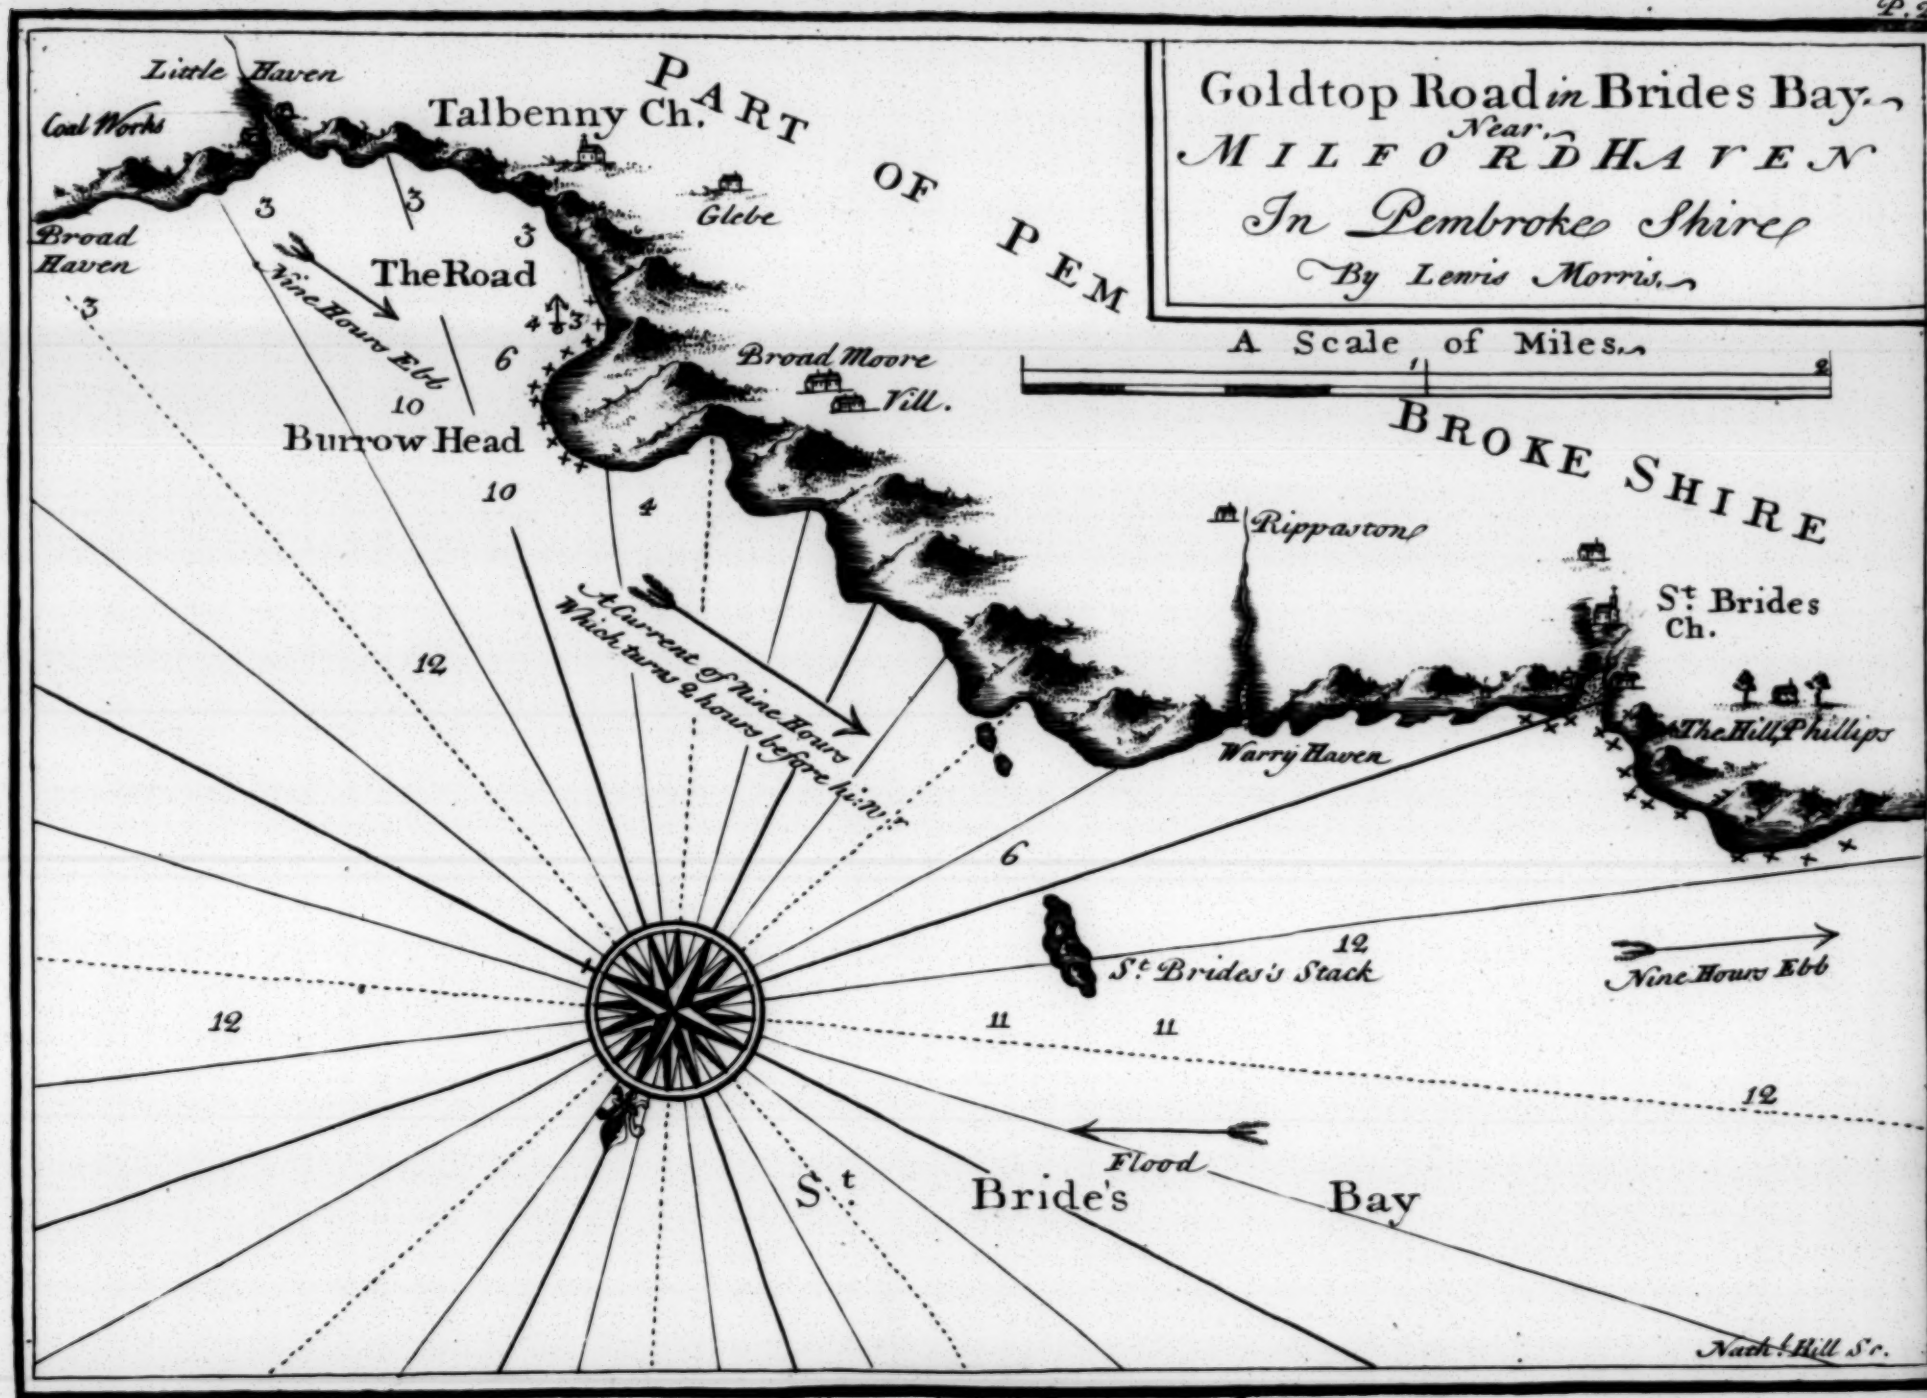 Goldtop Road in Brides Bay.
Near.
MILFORD HAVEN
In Pembroke Shire
By Lewis Morris.
A Scale of Miles.
1
2
PART OF PEM
BROKE SHIRE
Little Haven
Coal Works
Talbenny Ch.
Glebe
Broad
Haven
3
3
3
3
The Road
Nine Hours Ebb
4
3
6
10
Broad Moore
Vill.
Burrow Head
10
4
Rippaston
St. Brides
Ch.
12
A Current of Nine Hours
Which turns 2 hours before hi: W:r
Warry Haven
The Hill, Phillips
6
St. Brides's Stack
12
Nine Hours Ebb
12
11
11
12
Flood
St. Bride's Bay
Nath.l Hill Sc.